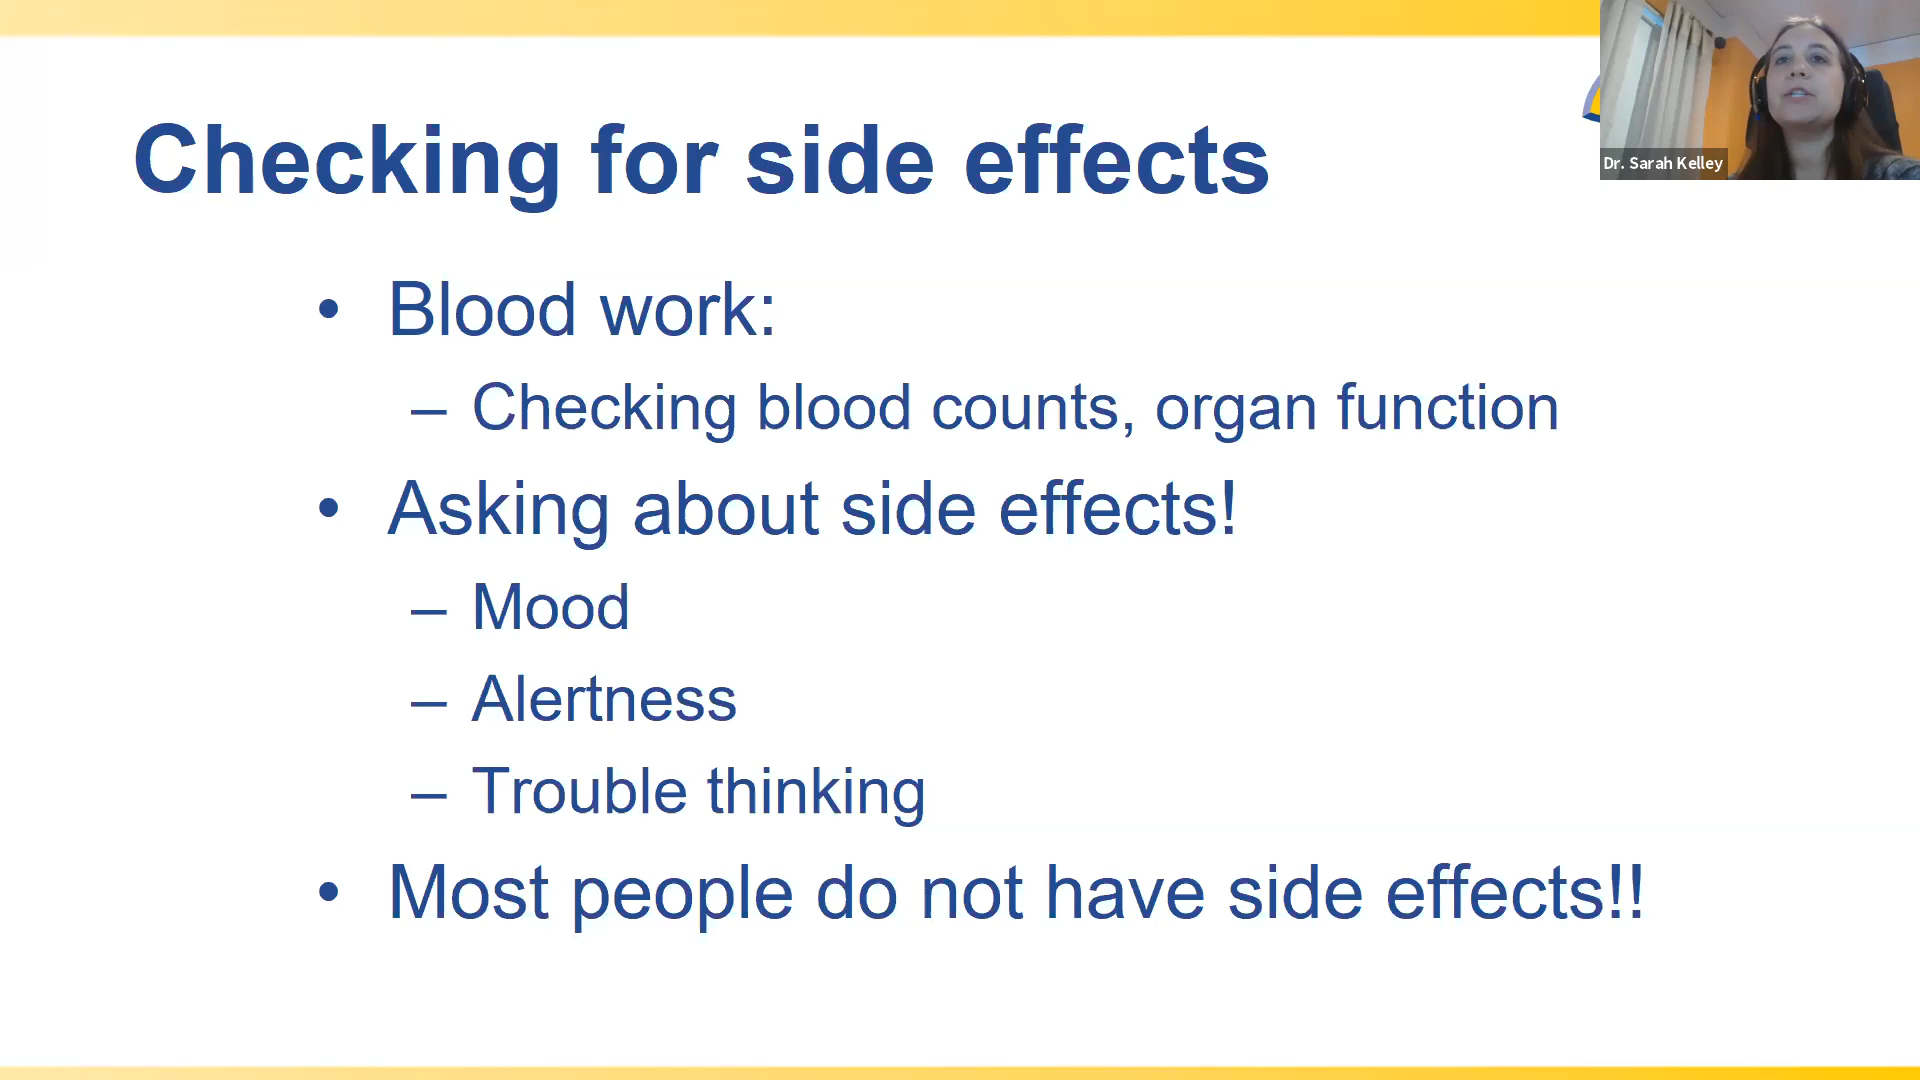 Checking for side effects
Dr. Sarah Kelley
• Blood work:
– Checking blood counts, organ function
• Asking about side effects!
– Mood
– Alertness
– Trouble thinking
• Most people do not have side effects!!